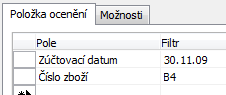 Položka ocenění Možnosti
Pole Filtr
Zúčtovací datum 30.11.09
Číslo zboží B4